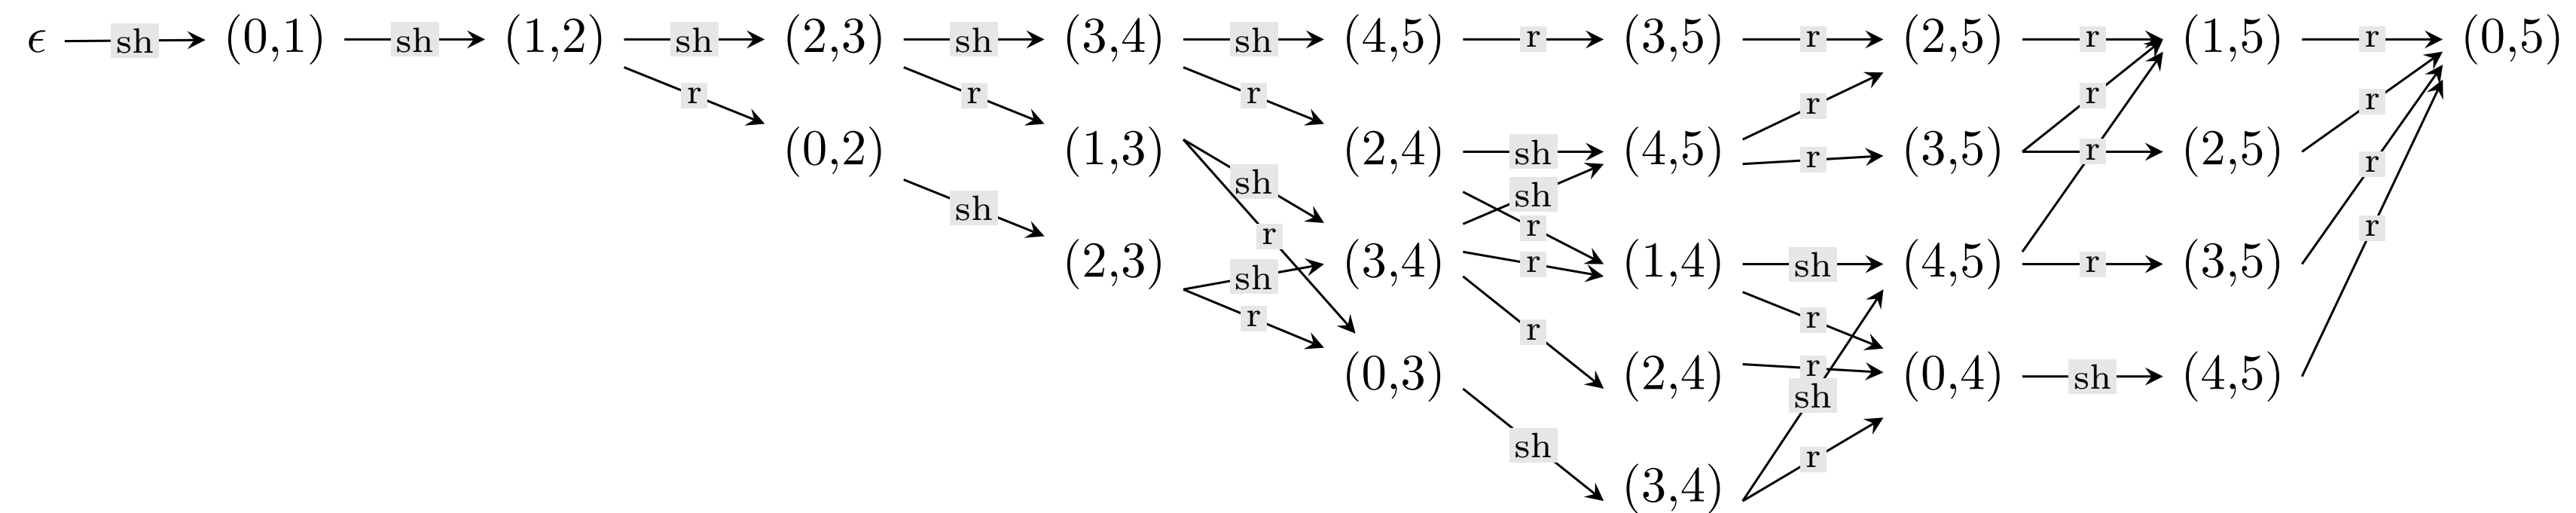 ϵ sh (0,1) sh (1,2) sh (2,3) sh (3,4) sh (4,5) r (3,5) r (2,5) r (1,5) r (0,5)
r r r r r r
(0,2) (1,3) (2,4) sh (4,5) r (3,5) r (2,5) r
sh sh sh
sh r r
(2,3) sh (3,4) r (1,4) sh (4,5) r (3,5) r
r r r
(0,3) (2,4) r (0,4) sh (4,5)
sh
sh r
(3,4)